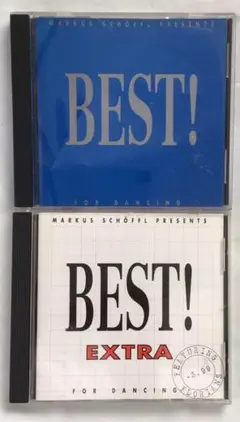 MARKUS SCHÖFFL PRESENTS
BEST!
FOR DANCING
MARKUS SCHÖFFL PRESENTS
BEST!
EXTRA
FOR DANCING